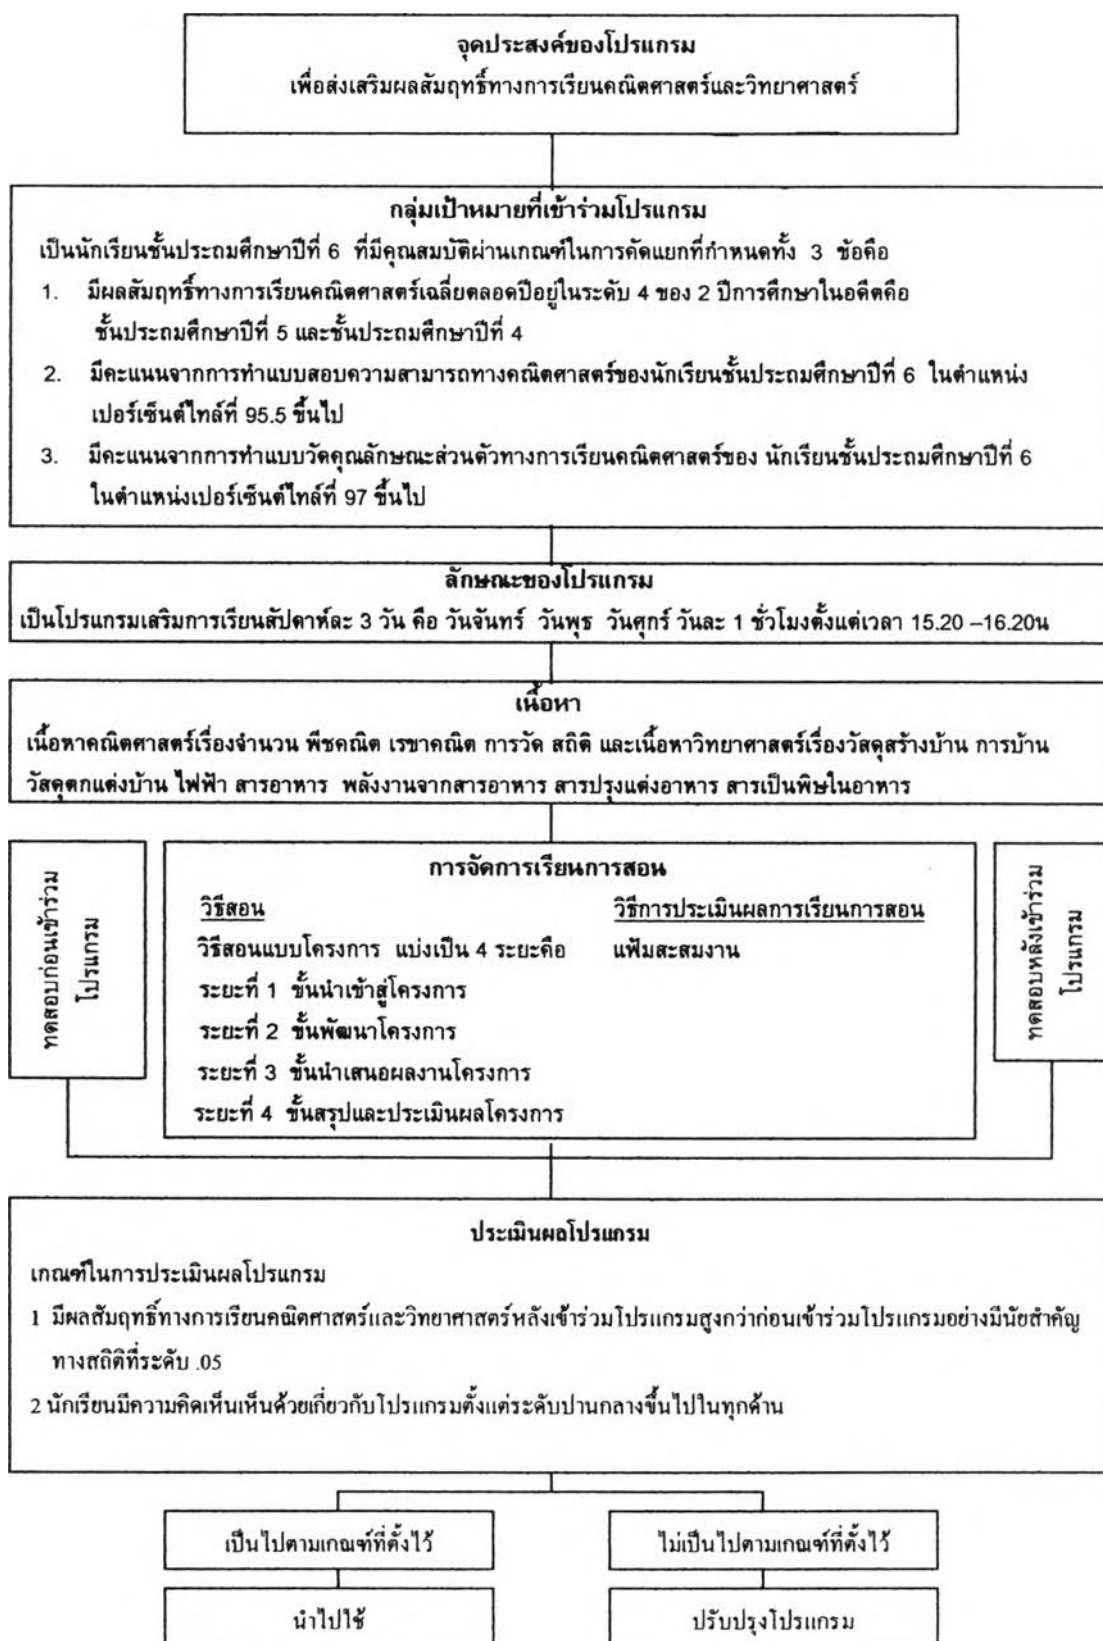 จุดประสงค์ของโปรแกรม
เพื่อส่งเสริมผลสัมฤทธิ์ทางการเรียนคณิตศาสตร์และวิทยาศาสตร์
กลุ่มเป้าหมายที่เข้าร่วมโปรแกรม
เป็นนักเรียนชั้นประถมศึกษาปีที่ 6 ที่มีคุณสมบัติผ่านเกณฑ์ในการคัดแยกที่กำหนดทั้ง 3 ข้อคือ
1. มีผลสัมฤทธิ์ทางการเรียนคณิตศาสตร์เฉลี่ยตลอดปีอยู่ในระดับ 4 ของ 2 ปีการศึกษาในอดีตคือ
ชั้นประถมศึกษาปีที่ 5 และชั้นประถมศึกษาปีที่ 4
2. มีคะแนนจากการทำแบบสอบความสามารถทางคณิตศาสตร์ของนักเรียนชั้นประถมศึกษาปีที่ 6 ในตำแหน่ง
เปอร์เซ็นต์ไทล์ที่ 95.5 ขึ้นไป
3. มีคะแนนจากการทำแบบวัดคุณลักษณะส่วนตัวทางการเรียนคณิตศาสตร์ของ นักเรียนชั้นประถมศึกษาปีที่ 6
ในตำแหน่งเปอร์เซ็นต์ไทล์ที่ 97 ขึ้นไป
ลักษณะของโปรแกรม
เป็นโปรแกรมเสริมการเรียนสัปดาห์ละ 3 วัน คือ วันจันทร์ วันพุธ วันศุกร์ วันละ 1 ชั่วโมงตั้งแต่เวลา 15.20 –16.20น
เนื้อหา
เนื้อหาคณิตศาสตร์เรื่องจำนวน พีชคณิต เรขาคณิต การวัด สถิติ และเนื้อหาวิทยาศาสตร์เรื่องวัสดุสร้างบ้าน การบ้าน
วัสดุตกแต่งบ้าน ไฟฟ้า สารอาหาร พลังงานจากสารอาหาร สารปรุงแต่งอาหาร สารเป็นพิษในอาหาร
ทดสอบก่อนเข้าร่วม
โปรแกรม
การจัดการเรียนการสอน
วิธีสอน วิธีการประเมินผลการเรียนการสอน
วิธีสอนแบบโครงการ แบ่งเป็น 4 ระยะคือ แฟ้มสะสมงาน
ระยะที่ 1 ขั้นนำเข้าสู่โครงการ
ระยะที่ 2 ขั้นพัฒนาโครงการ
ระยะที่ 3 ขั้นนำเสนอผลงานโครงการ
ระยะที่ 4 ขั้นสรุปและประเมินผลโครงการ
ทดสอบหลังเข้าร่วม
โปรแกรม
ประเมินผลโปรแกรม
เกณฑ์ในการประเมินผลโปรแกรม
1 มีผลสัมฤทธิ์ทางการเรียนคณิตศาสตร์และวิทยาศาสตร์หลังเข้าร่วมโปรแกรมสูงกว่าก่อนเข้าร่วมโปรแกรมอย่างมีนัยสำคัญ
ทางสถิติที่ระดับ .05
2 นักเรียนมีความคิดเห็นเห็นด้วยเกี่ยวกับโปรแกรมตั้งแต่ระดับปานกลางขึ้นไปในทุกด้าน
เป็นไปตามเกณฑ์ที่ตั้งไว้
ไม่เป็นไปตามเกณฑ์ที่ตั้งไว้
นำไปใช้
ปรับปรุงโปรแกรม